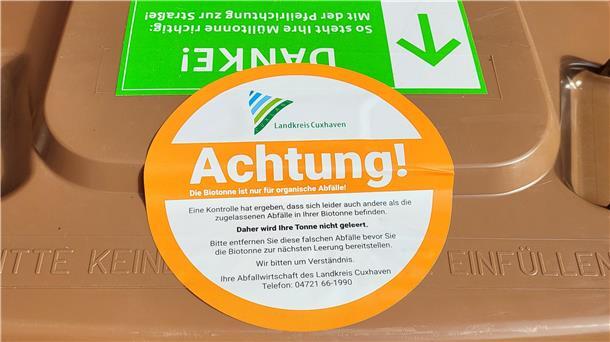 DANKE!
Mit der Pfeilrichtung zur Straße!
So steht Ihre Mülltonne richtig:
Landkreis Cuxhaven
Achtung!
Die Biotonne ist nur für organische Abfälle!
Eine Kontrolle hat ergeben, dass sich leider auch andere als die
zugelassenen Abfälle in Ihrer Biotonne befinden.
Daher wird Ihre Tonne nicht geleert.
Bitte entfernen Sie diese falschen Abfälle bevor Sie
die Biotonne zur nächsten Leerung bereitstellen.
Wir bitten um Verständnis.
Ihre Abfallwirtschaft des Landkreis Cuxhaven
Telefon: 04721 66-1990
ITTE KEINE EINFÜLLEN